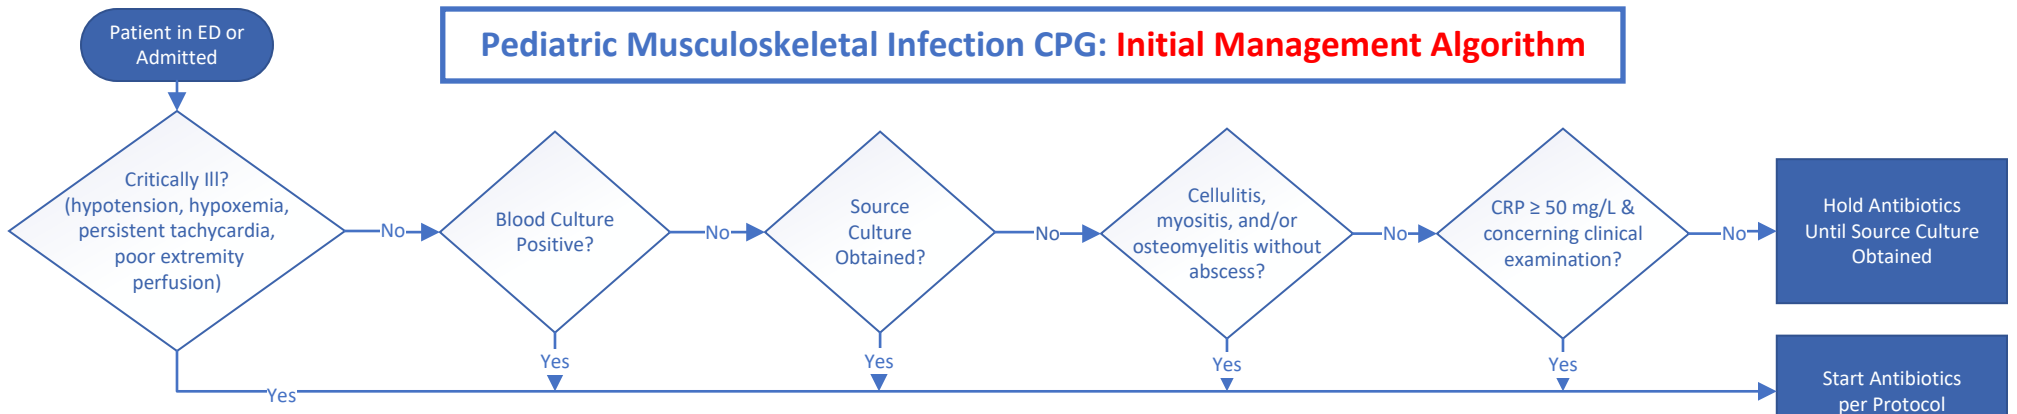 Patient in ED or
Admitted
Pediatric Musculoskeletal Infection CPG: Initial Management Algorithm
Critically Ill?
(hypotension, hypoxemia,
persistent tachycardia,
poor extremity
perfusion)
No
Blood Culture
Positive?
No
Source
Culture
Obtained?
No
Cellulitis,
myositis, and/or
osteomyelitis without
abscess?
No
CRP ≥ 50 mg/L &
concerning clinical
examination?
No
Hold Antibiotics
Until Source Culture
Obtained
Yes
Yes
Yes
Yes
Yes
Start Antibiotics
per Protocol